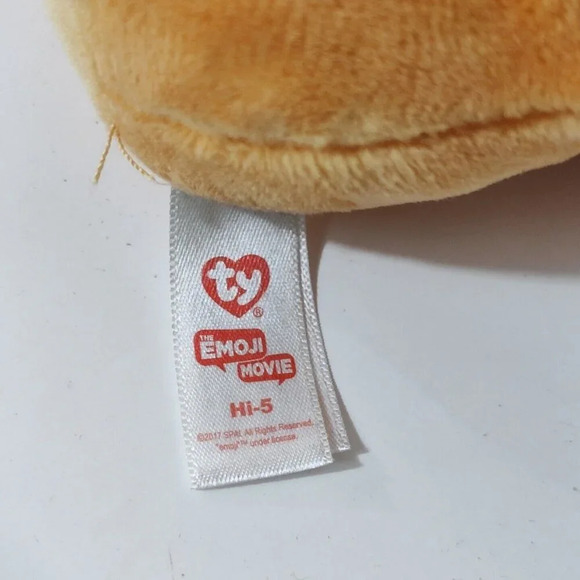 ty®
THE
EMOJI
MOVIE
Hi-5
©2017 SPAI. All Rights Reserved.
"emoji"™ under license.